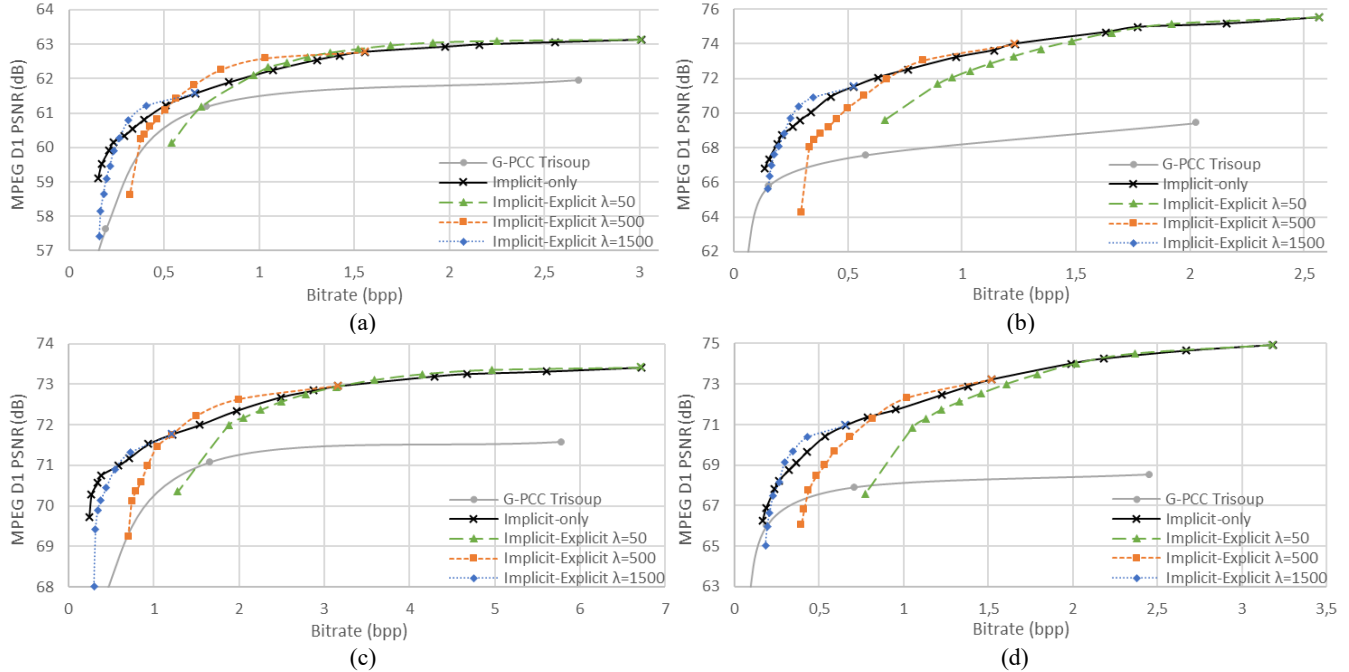 64
63
62
61
60
59
58
57
MPEG D1 PSNR (dB)
0
0,5
1
1,5
2
2,5
3
Bitrate (bpp)
G-PCC Trisoup
Implicit-only
Implicit-Explicit λ=50
Implicit-Explicit λ=500
Implicit-Explicit λ=1500
(a)
76
74
72
70
68
66
64
62
MPEG D1 PSNR (dB)
0
0,5
1
1,5
2
2,5
Bitrate (bpp)
G-PCC Trisoup
Implicit-only
Implicit-Explicit λ=50
Implicit-Explicit λ=500
Implicit-Explicit λ=1500
(b)
74
73
72
71
70
69
68
MPEG D1 PSNR (dB)
0
1
2
3
4
5
6
7
Bitrate (bpp)
G-PCC Trisoup
Implicit-only
Implicit-Explicit λ=50
Implicit-Explicit λ=500
Implicit-Explicit λ=1500
(c)
75
73
71
69
67
65
63
MPEG D1 PSNR (dB)
0
0,5
1
1,5
2
2,5
3
3,5
Bitrate (bpp)
G-PCC Trisoup
Implicit-only
Implicit-Explicit λ=50
Implicit-Explicit λ=500
Implicit-Explicit λ=1500
(d)